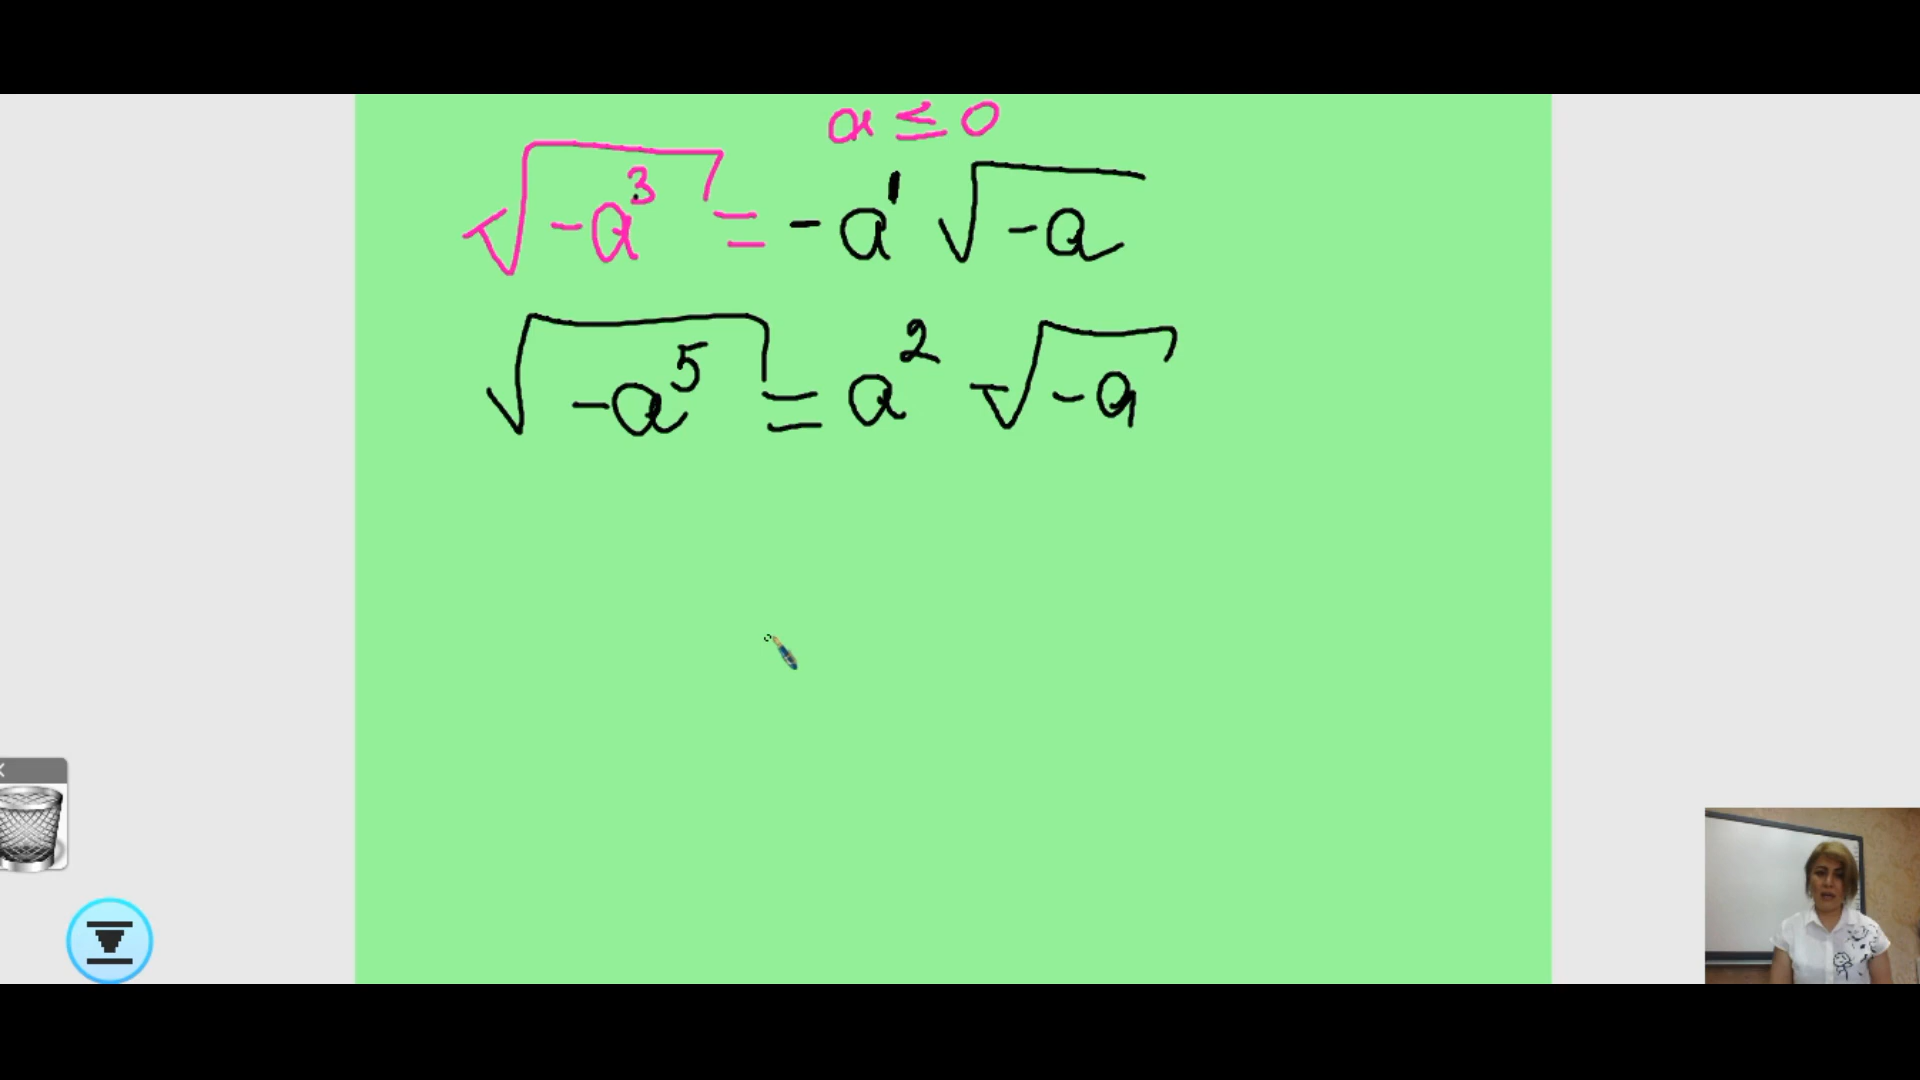 a ≤ 0
√-a³ = -a¹ √-a
√-a⁵ = a² √-a